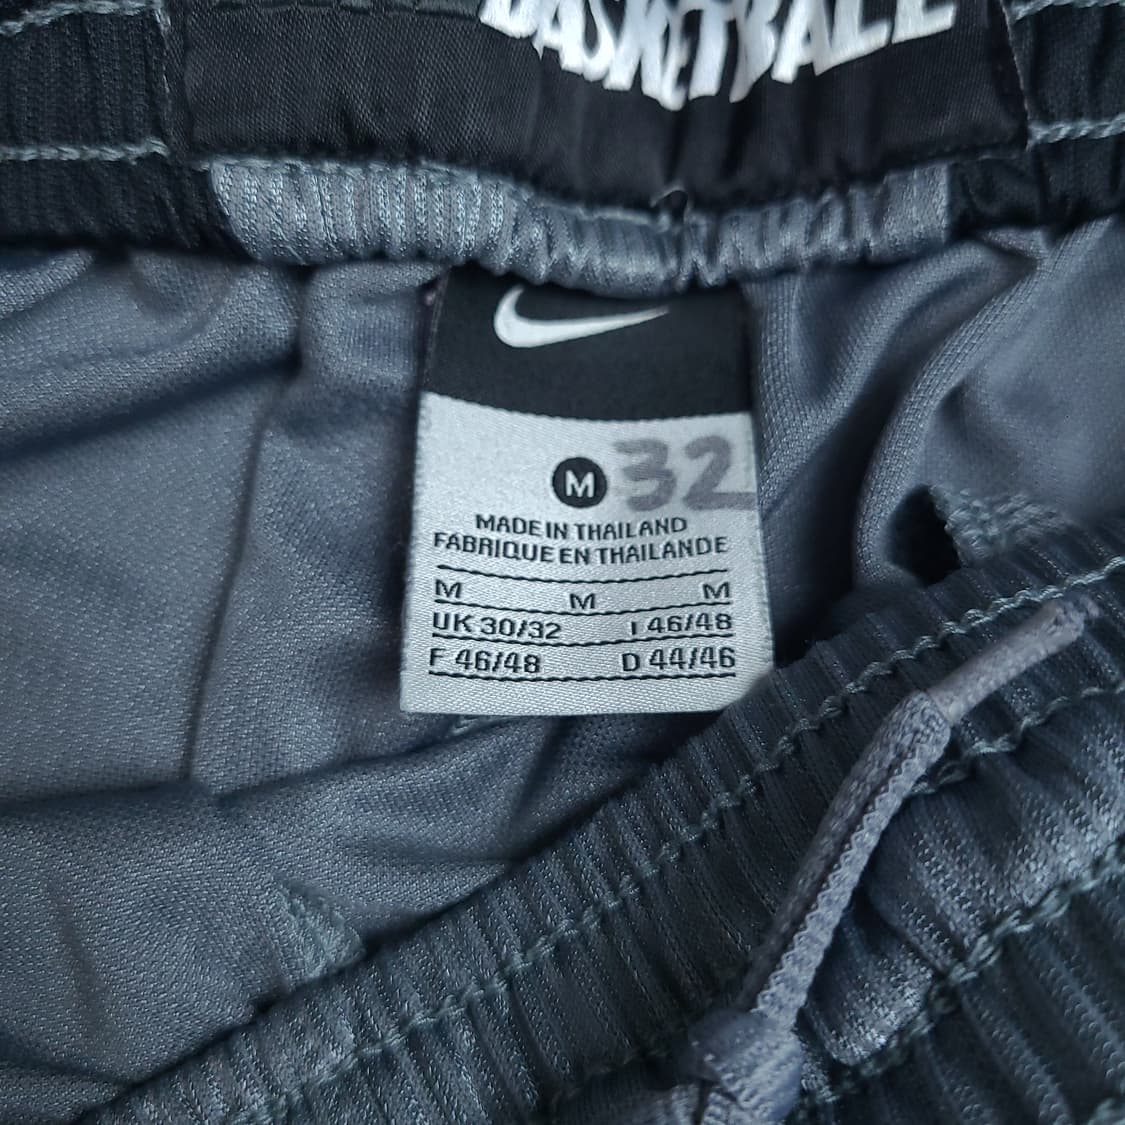 BASKETBALL
M 32
MADE IN THAILAND
FABRIQUE EN THAILANDE
M M M
UK 30/32 I 46/48
F 46/48 D 44/46